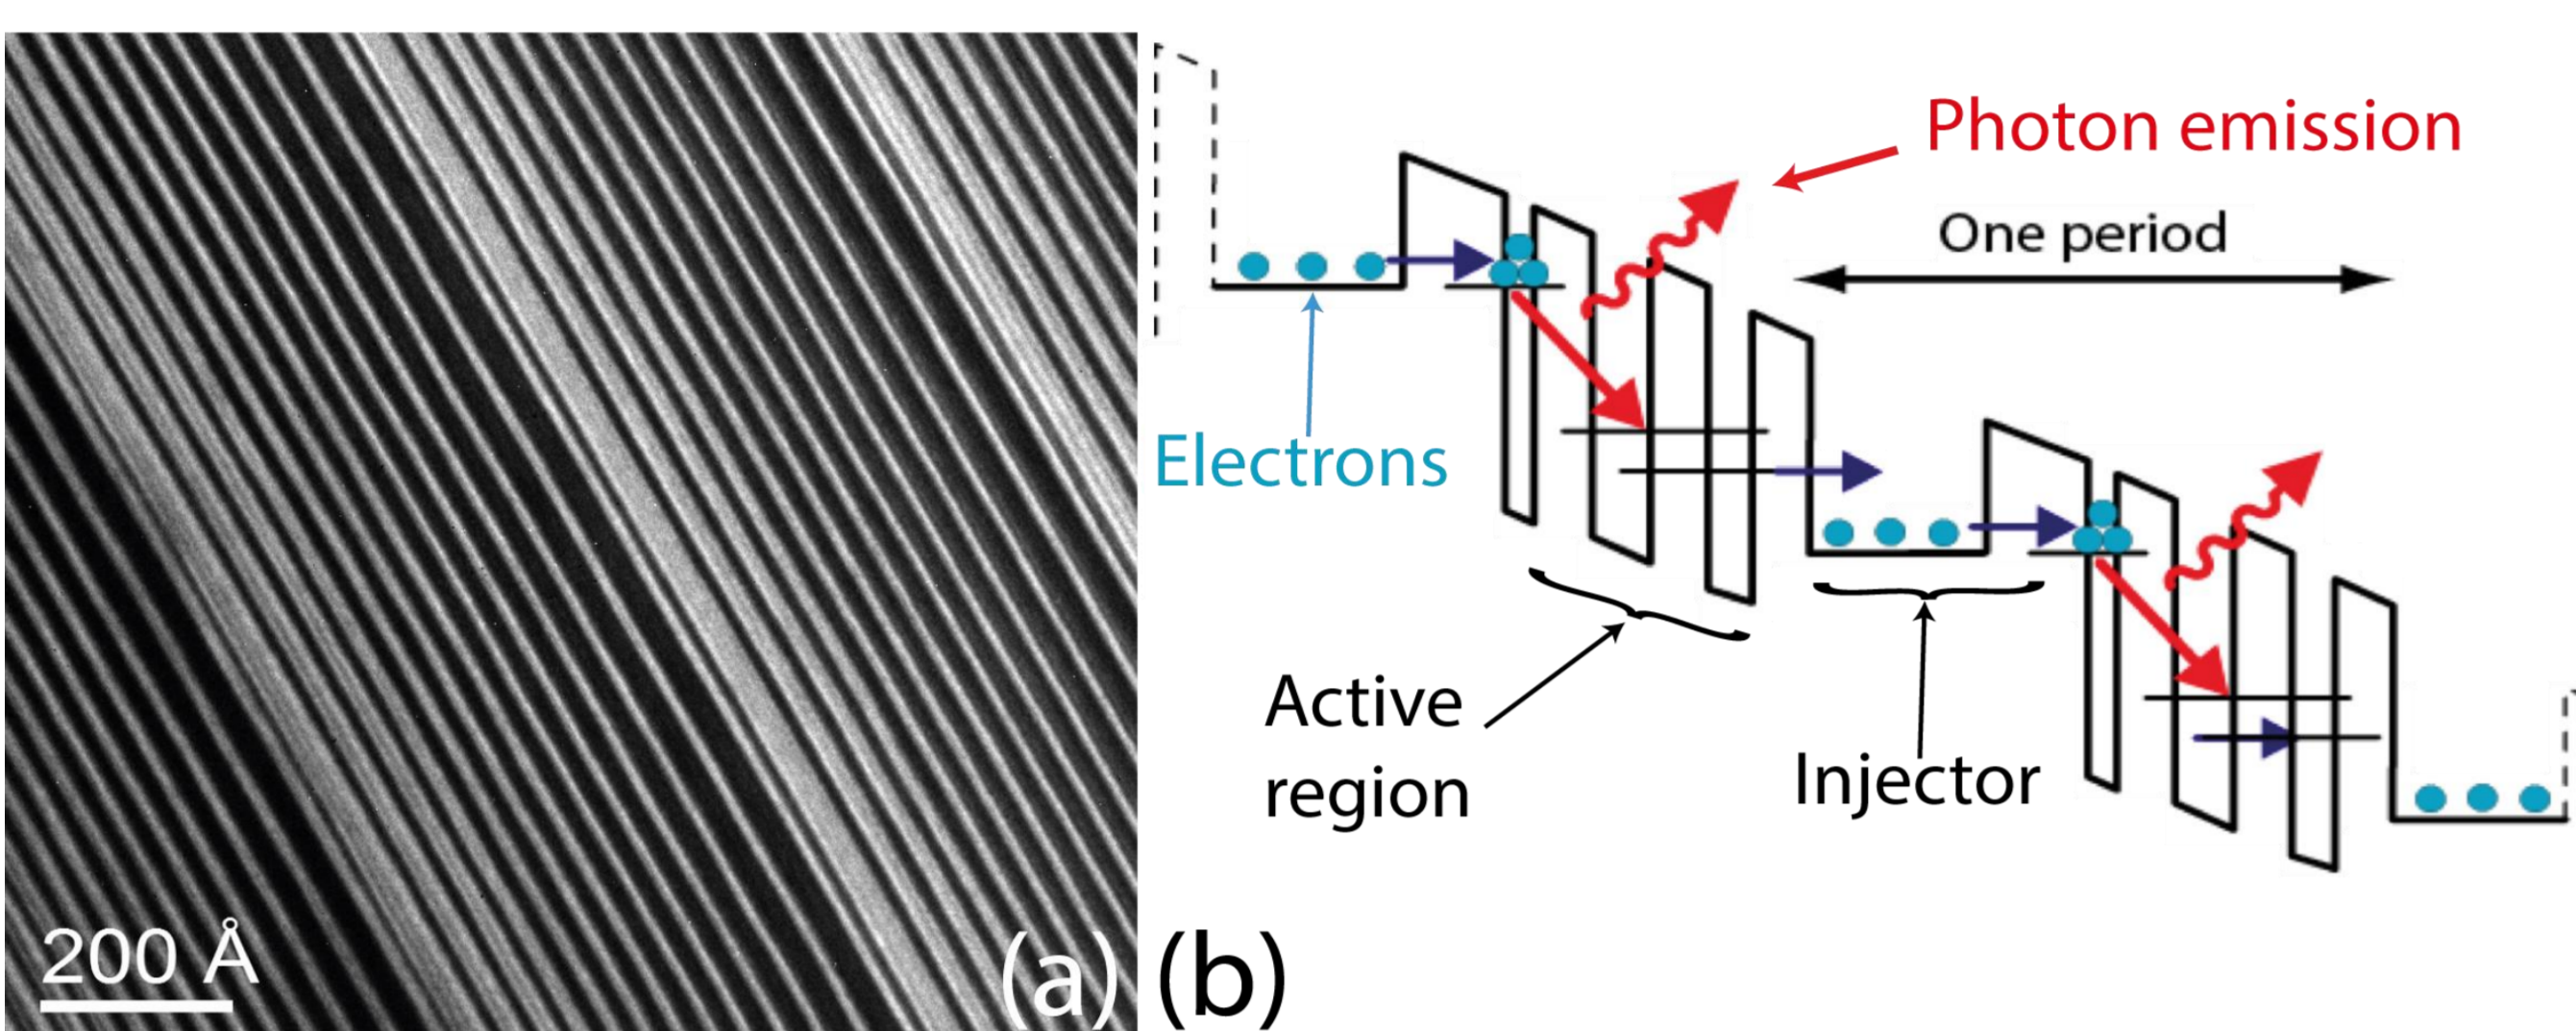 200 Å
(a)
(b)
Photon emission
One period
Electrons
Active
region
Injector